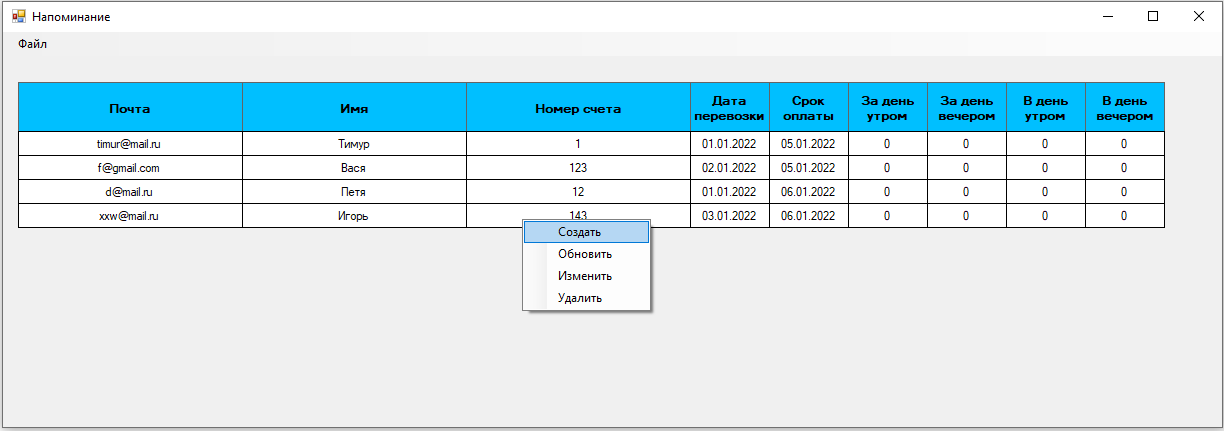 Напоминание
Файл
Почта Имя Номер счета Дата перевозки Срок оплаты За день утром За день вечером В день утром В день вечером
timur@mail.ru Тимур 1 01.01.2022 05.01.2022 0 0 0 0
f@gmail.com Вася 123 02.01.2022 05.01.2022 0 0 0 0
d@mail.ru Петя 12 01.01.2022 06.01.2022 0 0 0 0
xxw@mail.ru Игорь 143 03.01.2022 06.01.2022 0 0 0 0
Создать
Обновить
Изменить
Удалить